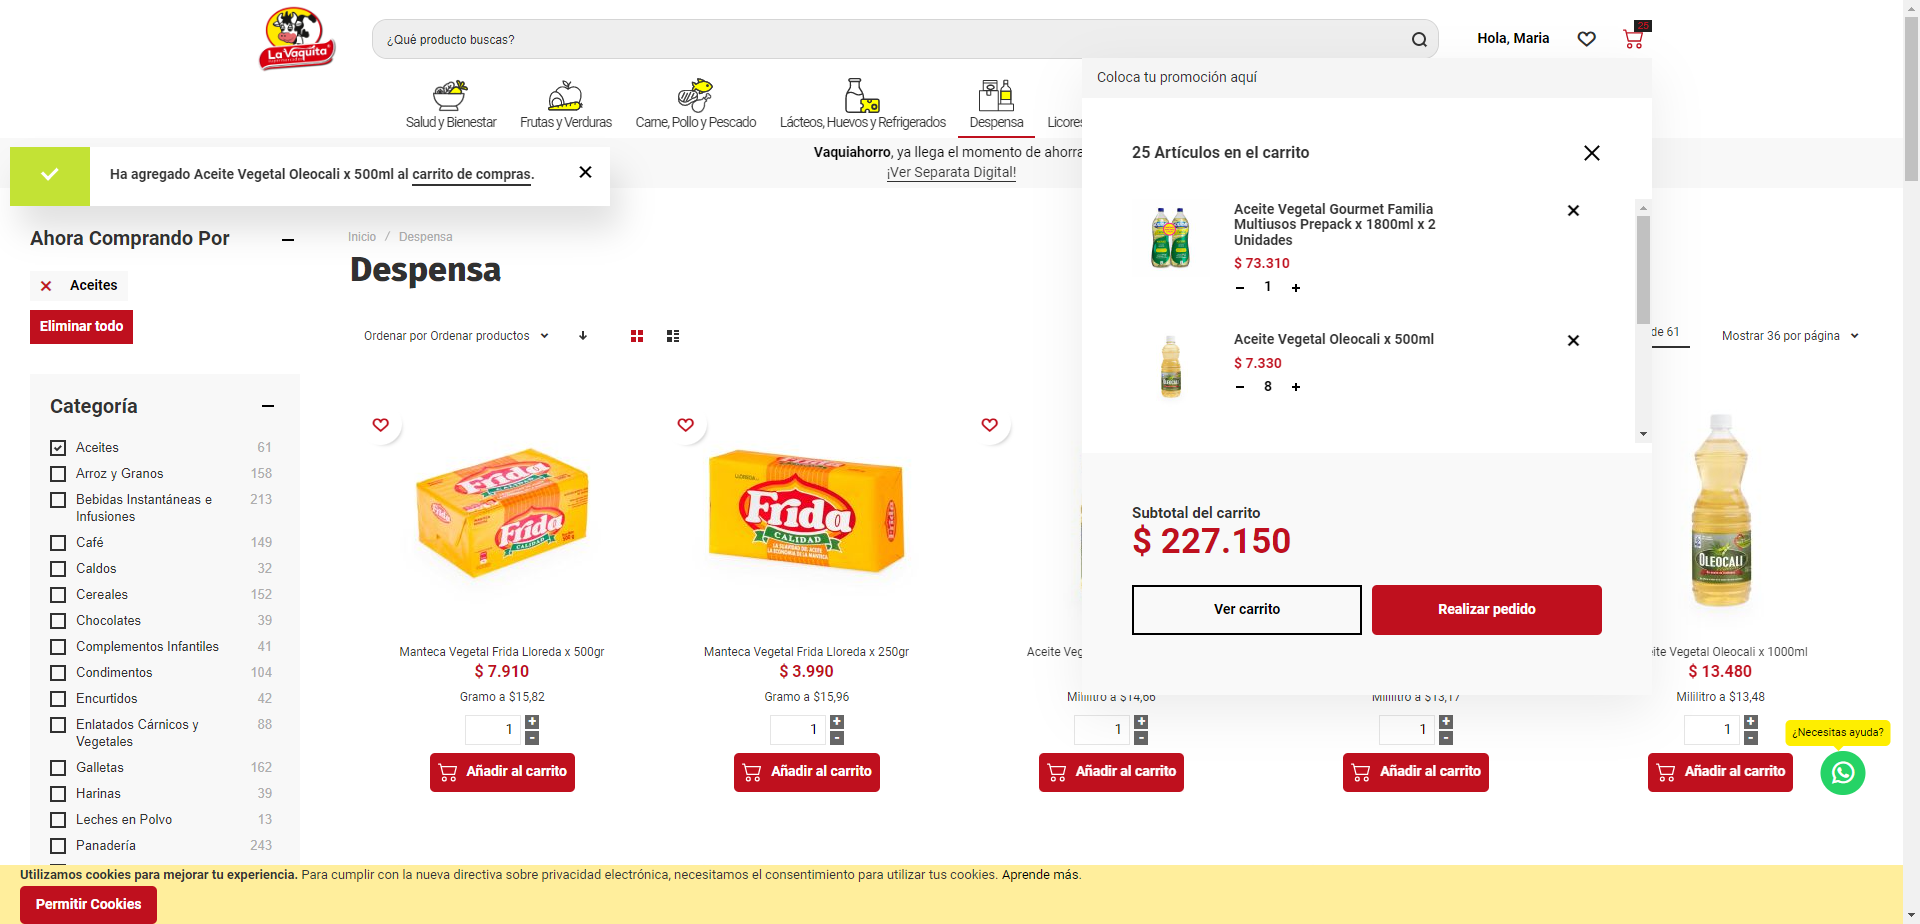 La Vaquita
¿Qué producto buscas?
Hola, Maria
25
Salud y Bienestar
Frutas y Verduras
Carne, Pollo y Pescado
Lácteos, Huevos y Refrigerados
Despensa
Licores
Coloca tu promoción aquí
Vaquiahorro, ya llega el momento de ahorra
¡Ver Separata Digital!
Ha agregado Aceite Vegetal Oleocali x 500ml al carrito de compras.
25 Artículos en el carrito
Aceite Vegetal Gourmet Familia
Multiusos Prepack x 1800ml x 2
Unidades
$ 73.310
1
Aceite Vegetal Oleocali x 500ml
$ 7.330
8
Subtotal del carrito
$ 227.150
Ver carrito
Realizar pedido
Ahora Comprando Por
Aceites
Eliminar todo
Inicio / Despensa
Despensa
Ordenar por Ordenar productos
de 61
Mostrar 36 por página
Categoría
Aceites 61
Arroz y Granos 158
Bebidas Instantáneas e 213
Infusiones
Café 149
Caldos 32
Cereales 152
Chocolates 39
Complementos Infantiles 41
Condimentos 104
Encurtidos 42
Enlatados Cárnicos y 88
Vegetales
Galletas 162
Harinas 39
Leches en Polvo 13
Panadería 243
Frida
Frida
Frida
CALIDAD
OLEOCALI
Manteca Vegetal Frida Lloreda x 500gr
$ 7.910
Gramo a $15,82
1
Añadir al carrito
Manteca Vegetal Frida Lloreda x 250gr
$ 3.990
Gramo a $15,96
1
Añadir al carrito
Aceite Veg
Mililitro a $14,66
1
Añadir al carrito
Mililitro a $13,17
1
Añadir al carrito
ite Vegetal Oleocali x 1000ml
$ 13.480
Mililitro a $13,48
1
Añadir al carrito
¿Necesitas ayuda?
Utilizamos cookies para mejorar tu experiencia. Para cumplir con la nueva directiva sobre privacidad electrónica, necesitamos el consentimiento para utilizar tus cookies. Aprende más.
Permitir Cookies